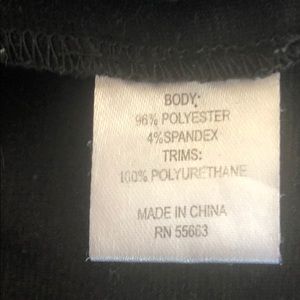 BODY:
96% POLYESTER
4%SPANDEX
TRIMS:
100% POLYURETHANE
MADE IN CHINA
RN 55663